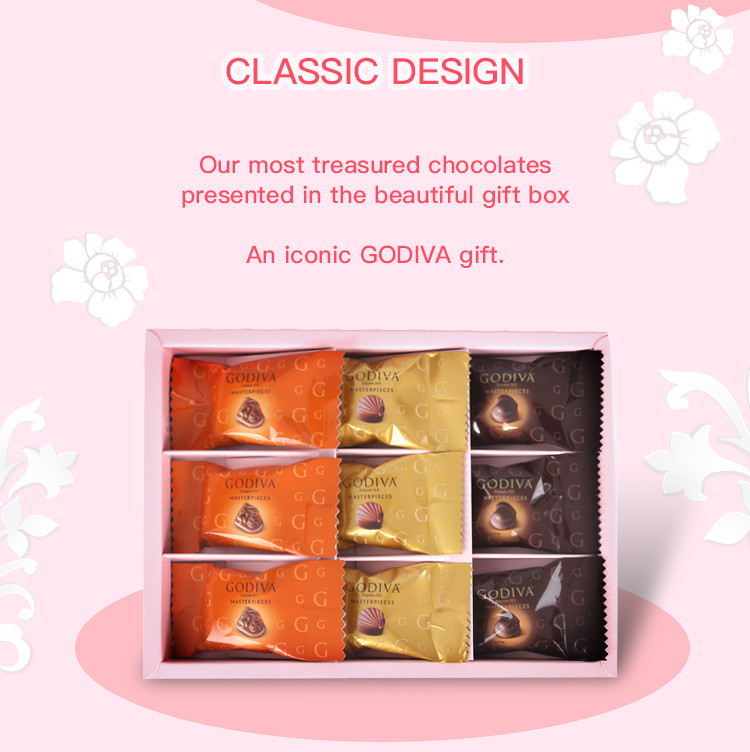 CLASSIC DESIGN
Our most treasured chocolates
presented in the beautiful gift box
An iconic GODIVA gift.
GODIVA
MASTERPIECES
GODIVA
MASTERPIECES
GODIVA
MASTERPIECES
GODIVA
MASTERPIECES
GODIVA
MASTERPIECES
GODIVA
MASTERPIECES
GODIVA
MASTERPIECES
GODIVA
MASTERPIECES
GODIVA
MASTERPIECES